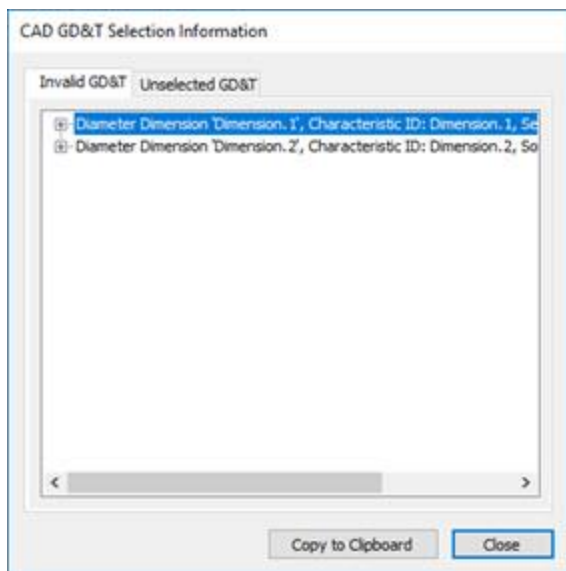 CAD GD&T Selection Information
Invalid GD&T Unselected GD&T
Diameter Dimension 'Dimension.1', Characteristic ID: Dimension.1, Se
Diameter Dimension 'Dimension.2', Characteristic ID: Dimension.2, So
Copy to Clipboard Close